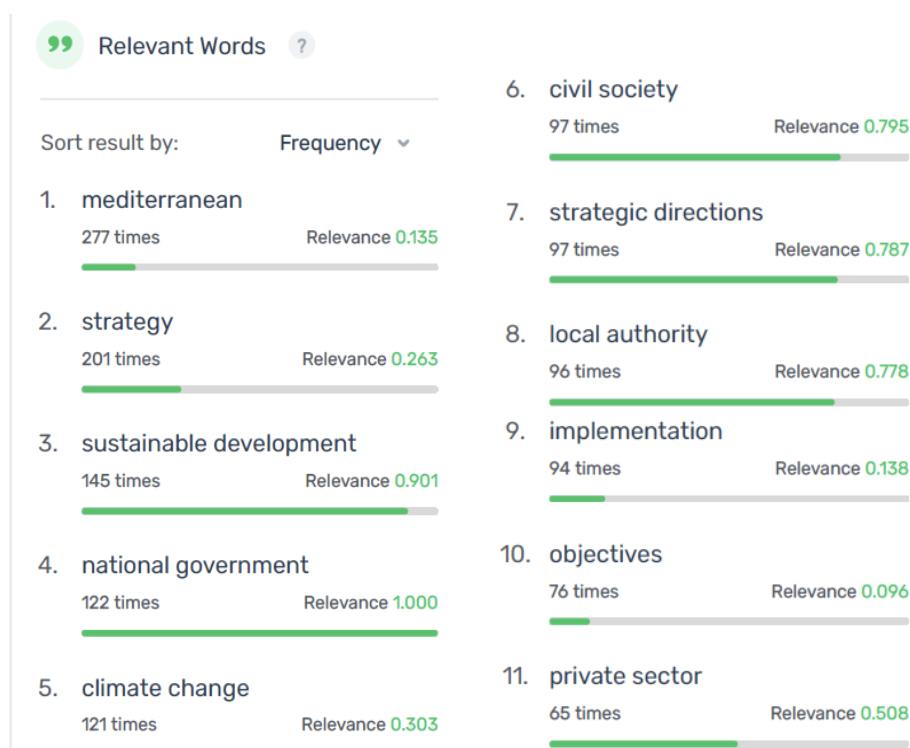 Relevant Words ?
Sort result by: Frequency
1. mediterranean
277 times Relevance 0.135
2. strategy
201 times Relevance 0.263
3. sustainable development
145 times Relevance 0.901
4. national government
122 times Relevance 1.000
5. climate change
121 times Relevance 0.303
6. civil society
97 times Relevance 0.795
7. strategic directions
97 times Relevance 0.787
8. local authority
96 times Relevance 0.778
9. implementation
94 times Relevance 0.138
10. objectives
76 times Relevance 0.096
11. private sector
65 times Relevance 0.508